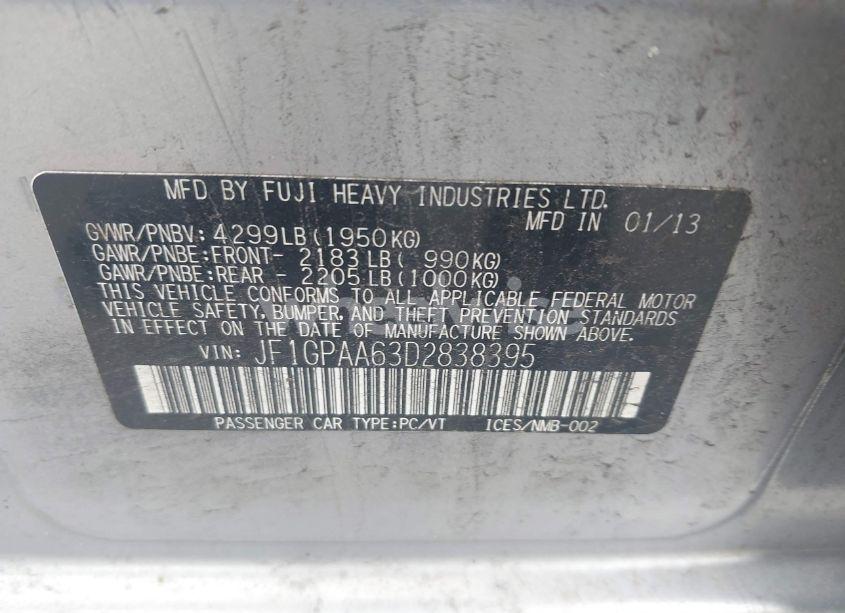 MFD BY FUJI HEAVY INDUSTRIES LTD.
MFD IN 01/13
GVWR/PNBV: 4299LB(1950KG)
GAWR/PNBE:FRONT- 2183LB( 990KG)
GAWR/PNBE:REAR - 2205LB(1000KG)
THIS VEHICLE CONFORMS TO ALL APPLICABLE FEDERAL MOTOR
VEHICLE SAFETY, BUMPER, AND THEFT PREVENTION STANDARDS
IN EFFECT ON THE DATE OF MANUFACTURE SHOWN ABOVE.
VIN: JF1GPAA63D2838395
PASSENGER CAR TYPE:PC/VT ICES/NMB-002